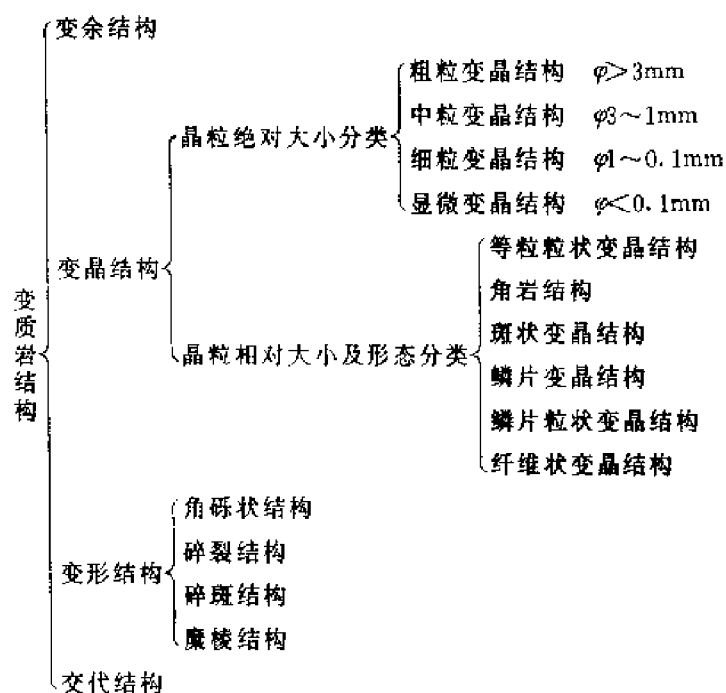 变余结构
粗粒变晶结构 φ>3mm
中粒变晶结构 φ3～1mm
晶粒绝对大小分类
细粒变晶结构 φ1～0.1mm
显微变晶结构 φ<0.1mm
等粒粒状变晶结构
变晶结构
角岩结构
斑状变晶结构
变质岩结构
晶粒相对大小及形态分类
鳞片变晶结构
鳞片粒状变晶结构
纤维状变晶结构
角砾状结构
碎裂结构
变形结构
碎斑结构
糜棱结构
交代结构